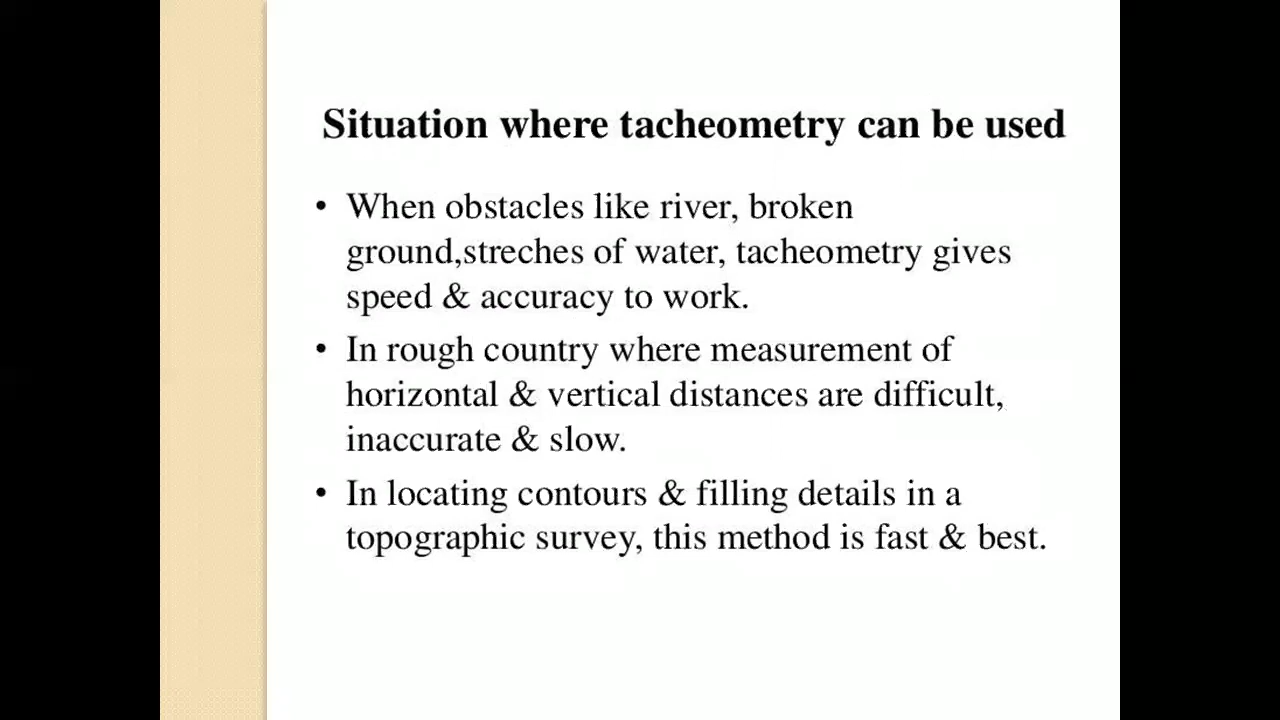 Situation where tacheometry can be used
• When obstacles like river, broken
ground,streches of water, tacheometry gives
speed & accuracy to work.
• In rough country where measurement of
horizontal & vertical distances are difficult,
inaccurate & slow.
• In locating contours & filling details in a
topographic survey, this method is fast & best.